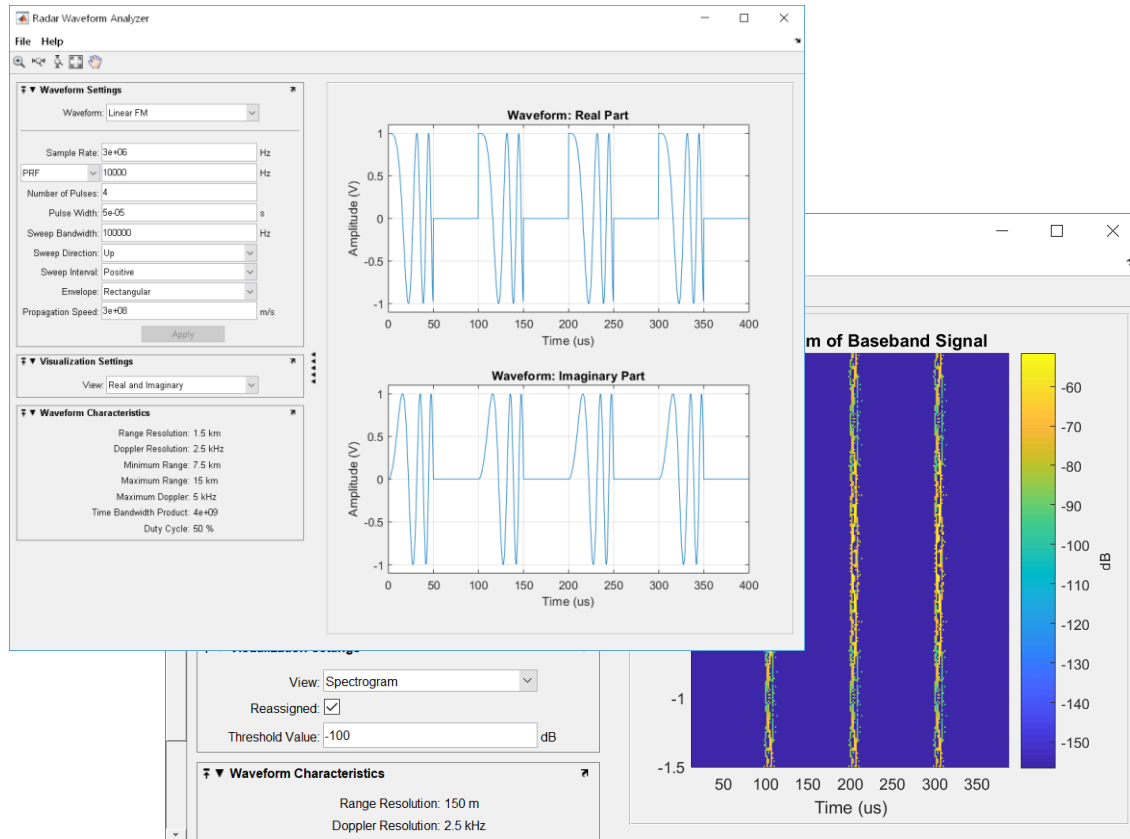 Radar Waveform Analyzer
File Help
Waveform Settings
Waveform: Linear FM
Sample Rate: 3e+06 Hz
PRF 10000 Hz
Number of Pulses: 4
Pulse Width: 5e-05 s
Sweep Bandwidth: 100000 Hz
Sweep Direction: Up
Sweep Interval: Positive
Envelope: Rectangular
Propagation Speed: 3e+08 m/s
Apply
Visualization Settings
View: Real and Imaginary
Waveform Characteristics
Range Resolution: 1.5 km
Doppler Resolution: 2.5 kHz
Minimum Range: 7.5 km
Maximum Range: 15 km
Maximum Doppler: 5 kHz
Time Bandwidth Product: 4e+09
Duty Cycle: 50 %
Waveform: Real Part
Amplitude (V)
1
0.5
0
-0.5
-1
0 50 100 150 200 250 300 350 400
Time (us)
Waveform: Imaginary Part
Amplitude (V)
1
0.5
0
-0.5
-1
0 50 100 150 200 250 300 350 400
Time (us)
m of Baseband Signal
-60
-70
-80
-90
-100
-110
-120
-130
-140
-150
dB
-1
-1.5
50 100 150 200 250 300 350
Time (us)
View: Spectrogram
Reassigned:
Threshold Value: -100 dB
Waveform Characteristics
Range Resolution: 150 m
Doppler Resolution: 2.5 kHz